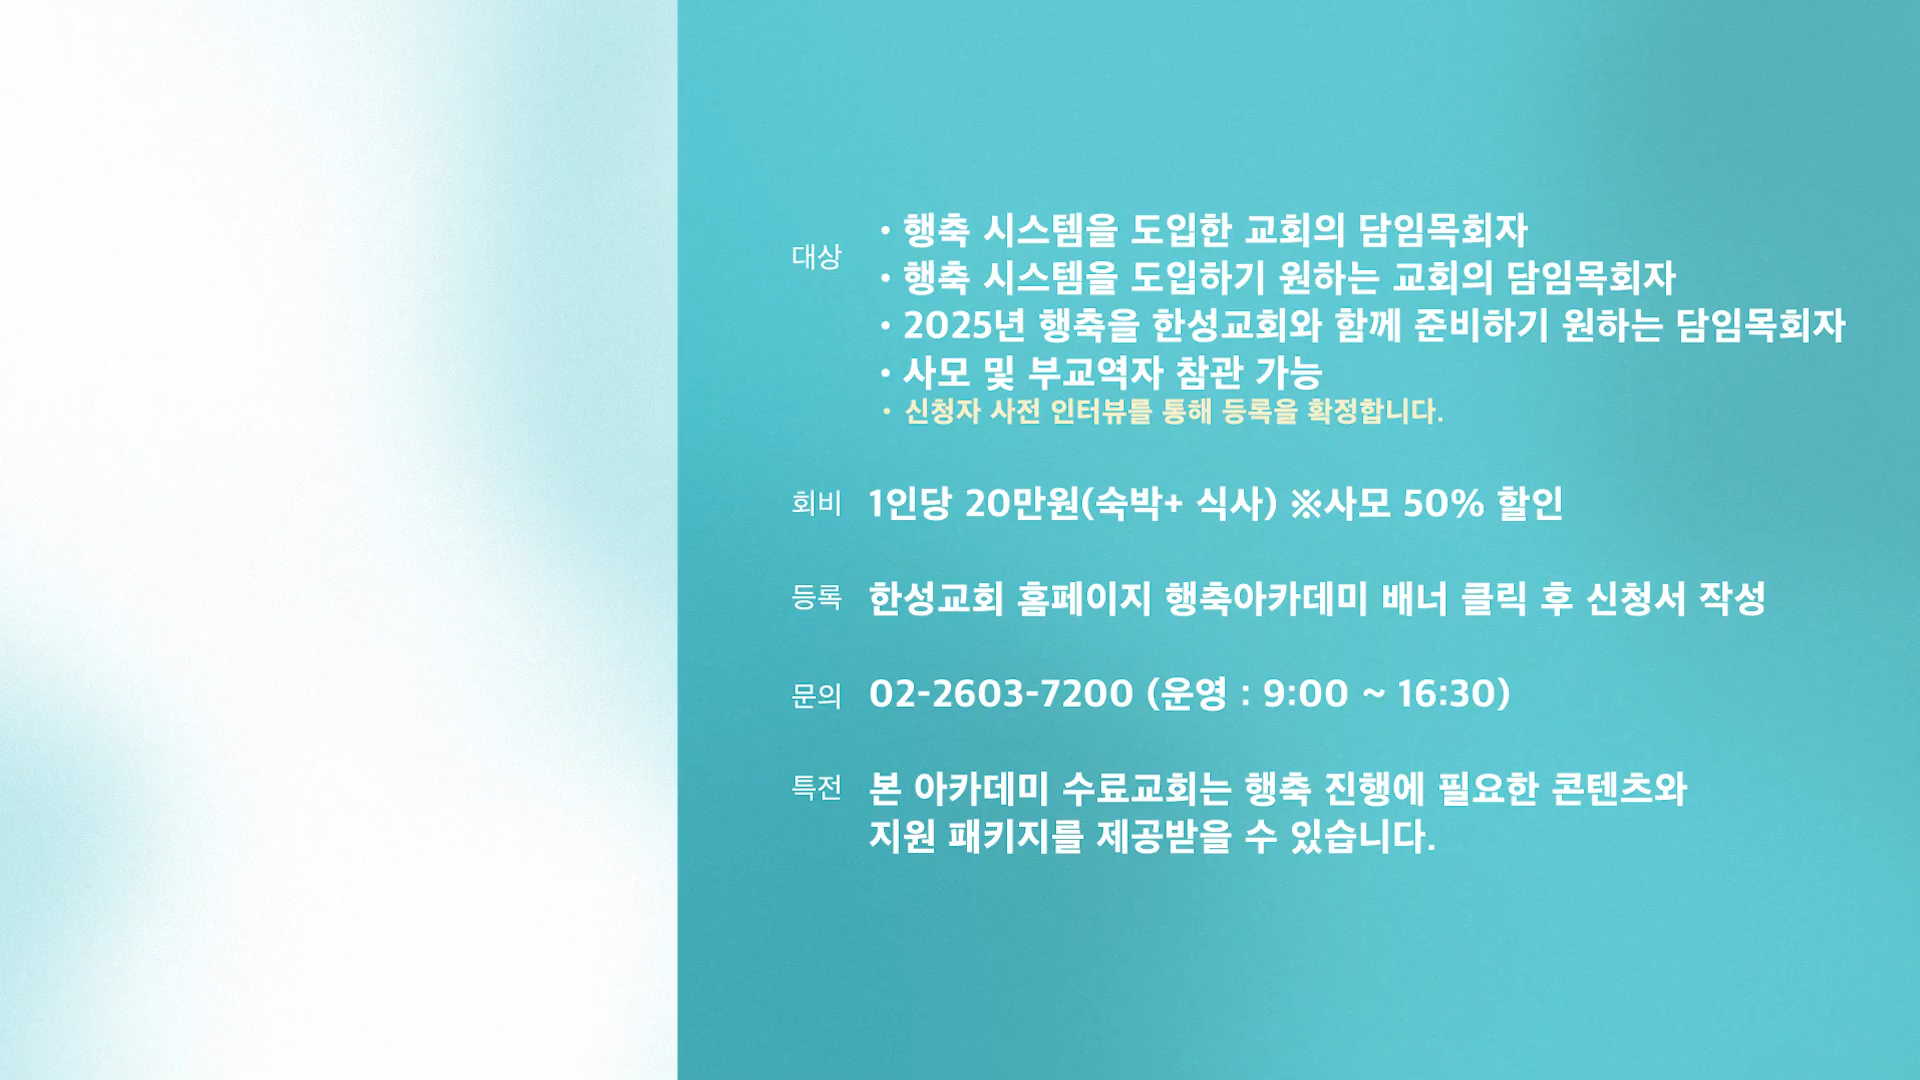 대상
• 행축 시스템을 도입한 교회의 담임목회자
• 행축 시스템을 도입하기 원하는 교회의 담임목회자
• 2025년 행축을 한성교회와 함께 준비하기 원하는 담임목회자
• 사모 및 부교역자 참관 가능
• 신청자 사전 인터뷰를 통해 등록을 확정합니다.
회비 1인당 20만원(숙박+ 식사) ※사모 50% 할인
등록 한성교회 홈페이지 행축아카데미 배너 클릭 후 신청서 작성
문의 02-2603-7200 (운영 : 9:00 ~ 16:30)
특전 본 아카데미 수료교회는 행축 진행에 필요한 콘텐츠와
지원 패키지를 제공받을 수 있습니다.